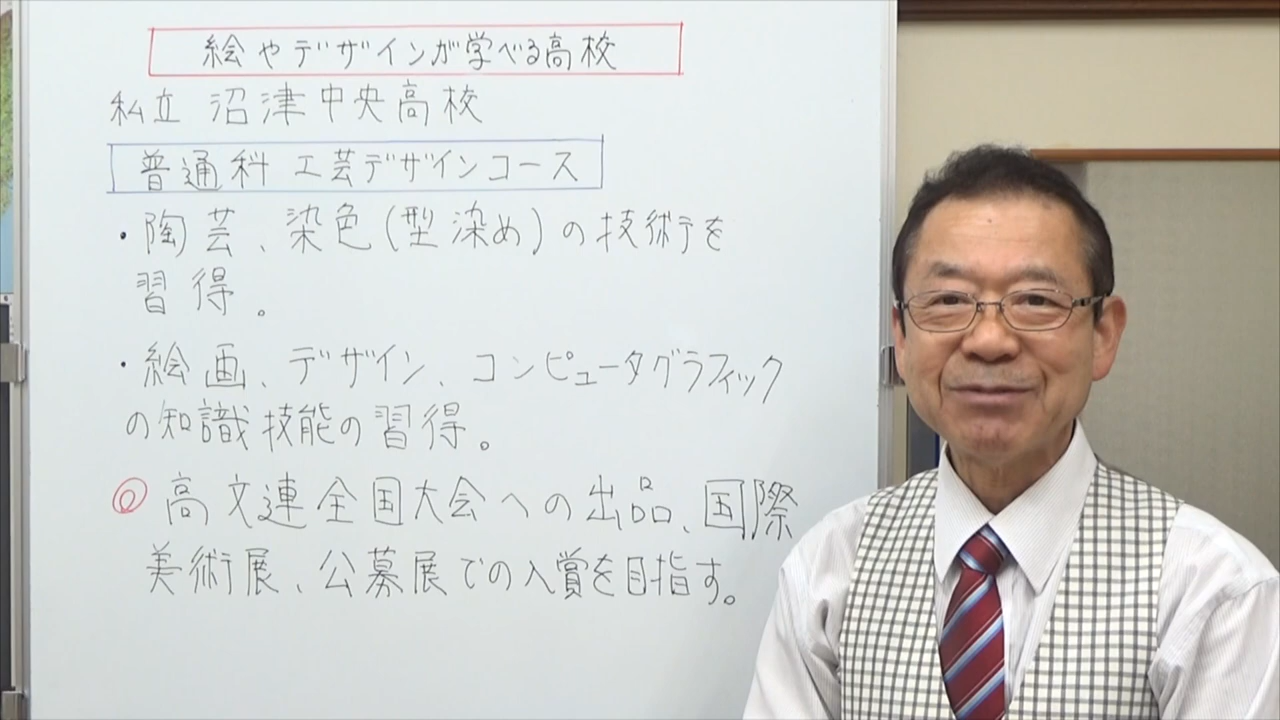 絵やデザインが学べる高校
私立 沼津中央高校
普通科 工芸デザインコース
・陶芸、染色(型染め)の技術を
習得。
・絵画、デザイン、コンピュータグラフィック
の知識技能の習得。
◎高文連全国大会への出品、国際
美術展、公募展での入賞を目指す。